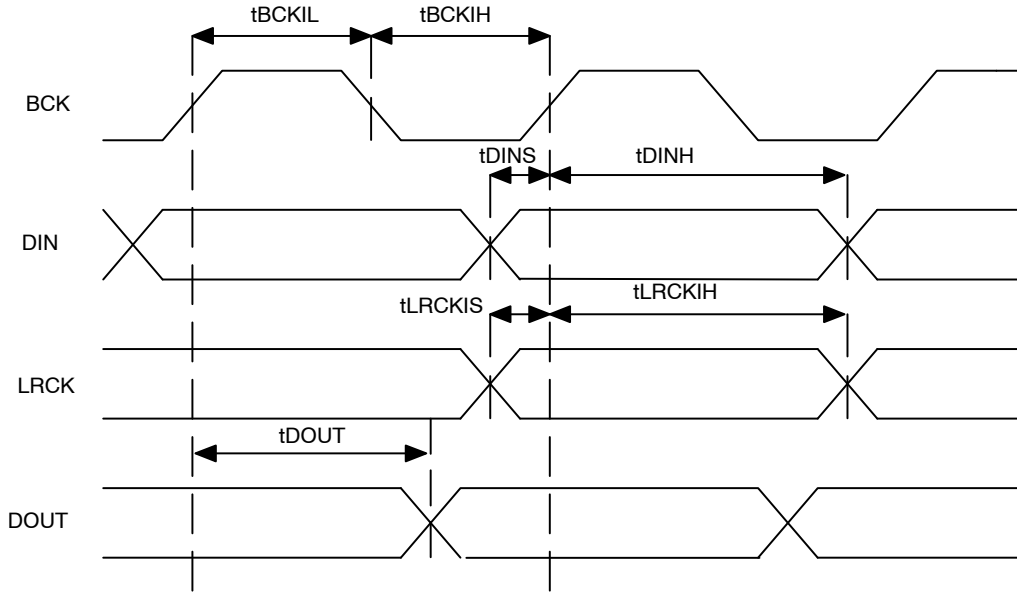 tBCKIL
tBCKIH
BCK
tDINS
tDINH
DIN
tLRCKIS
tLRCKIH
LRCK
tDOUT
DOUT